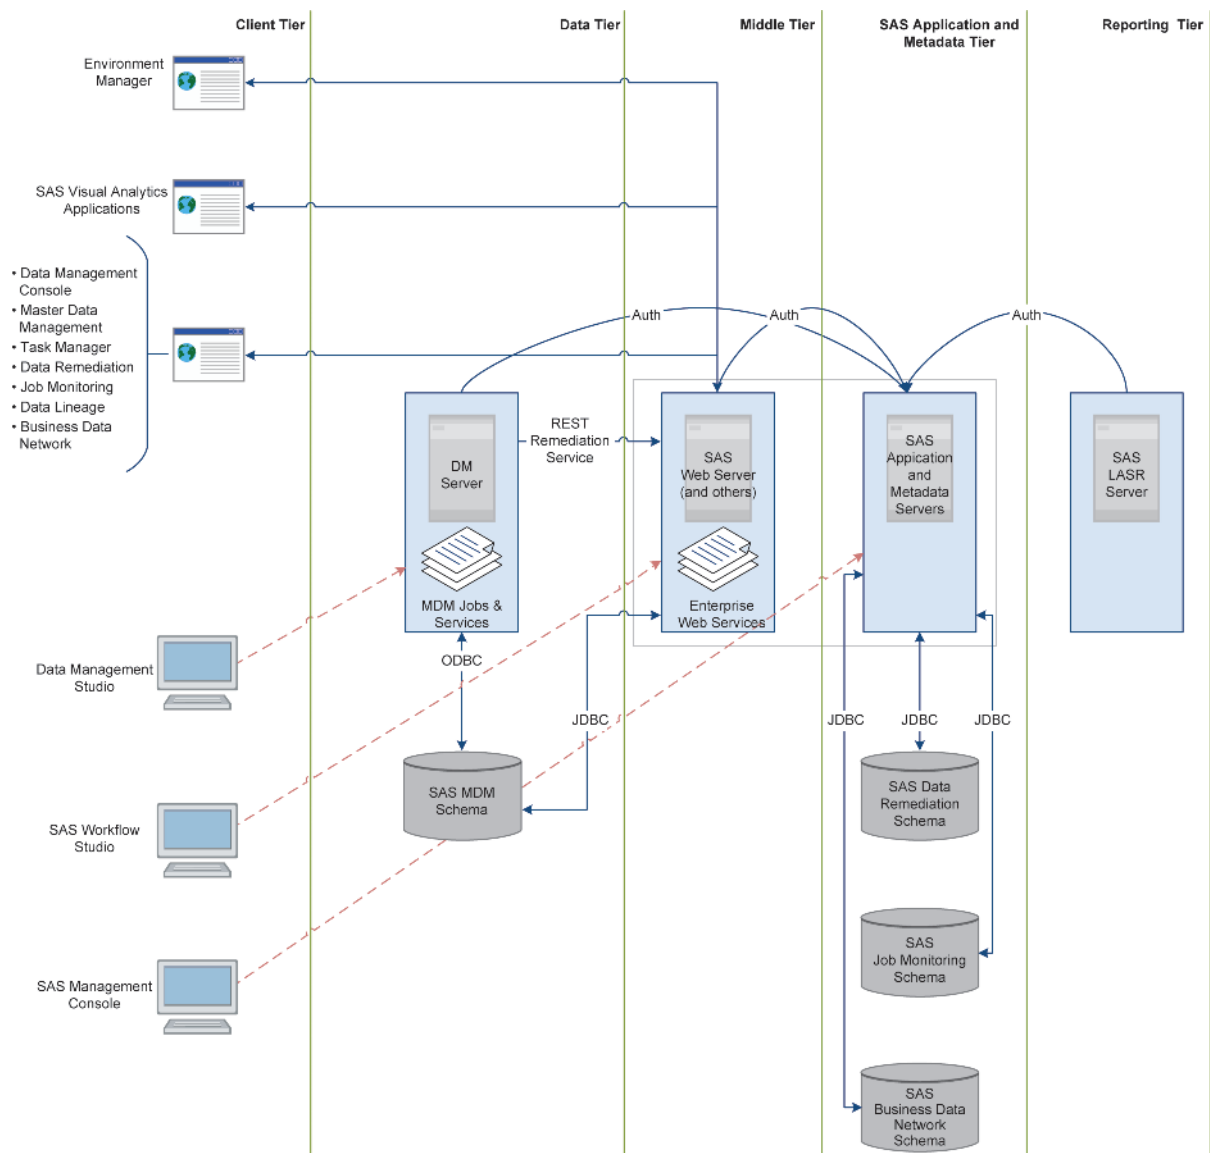 Client Tier
Data Tier
Middle Tier
SAS Application and
Metadata Tier
Reporting Tier
Environment
Manager
SAS Visual Analytics
Applications
• Data Management
Console
• Master Data
Management
• Task Manager
• Data Remediation
• Job Monitoring
• Data Lineage
• Business Data
Network
Auth
Auth
Auth
DM
Server
MDM Jobs &
Services
REST
Remediation
Service
SAS
Web Server
(and others)
Enterprise
Web Services
SAS
Appication
and
Metadata
Servers
SAS
LASR
Server
Data Management
Studio
ODBC
JDBC
JDBC
JDBC
JDBC
SAS MDM
Schema
SAS Data
Remediation
Schema
SAS Workflow
Studio
SAS
Job Monitoring
Schema
SAS Management
Console
SAS
Business Data
Network
Schema